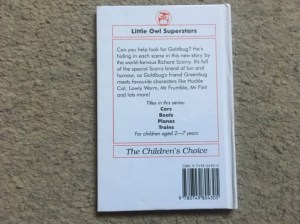 Little Owl Superstars
Can you help look for Goldbug? He's
hiding in each scene in this new story by
the world-famous Richard Scarry. It's full
of the special Scarry brand of fun and
humour, as Goldbug's friend Greenbug
meets favourite characters like Huckle
Cat, Lowly Worm, Mr Frumble, Mr Fixit
and lots more!
Titles in this series:
Cars
Boats
Planes
Trains
For children aged 2–7 years
The Children's Choice